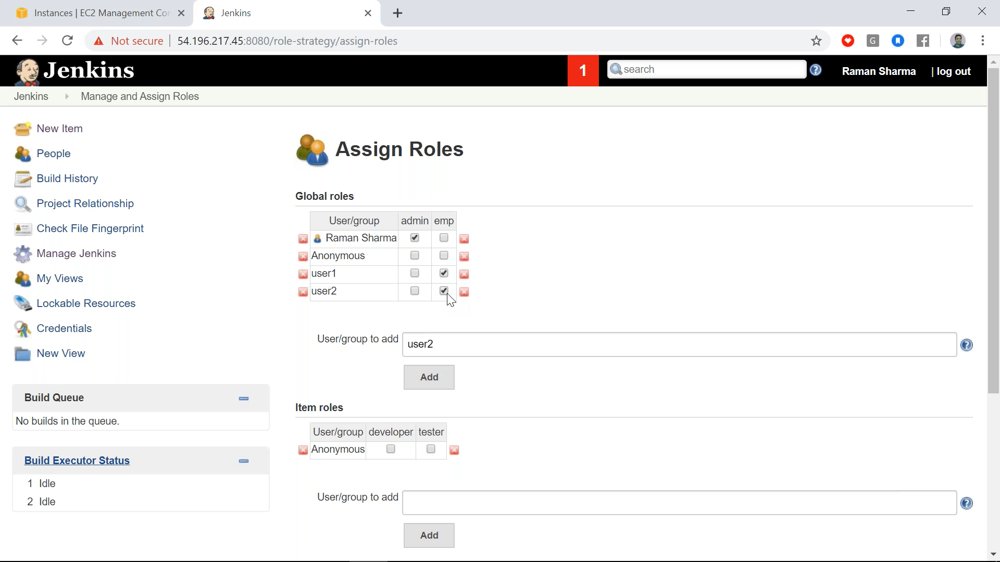 Instances | EC2 Management Con
Jenkins
Not secure
54.196.217.45:8080/role-strategy/assign-roles
G
Jenkins
1
search
Raman Sharma
| log out
Jenkins
Manage and Assign Roles
New Item
People
Build History
Project Relationship
Check File Fingerprint
Manage Jenkins
My Views
Lockable Resources
Credentials
New View
Build Queue
No builds in the queue.
Build Executor Status
1 Idle
2 Idle
Assign Roles
Global roles
User/group admin emp
Raman Sharma
Anonymous
user1
user2
User/group to add
user2
Add
Item roles
User/group developer tester
Anonymous
User/group to add
Add